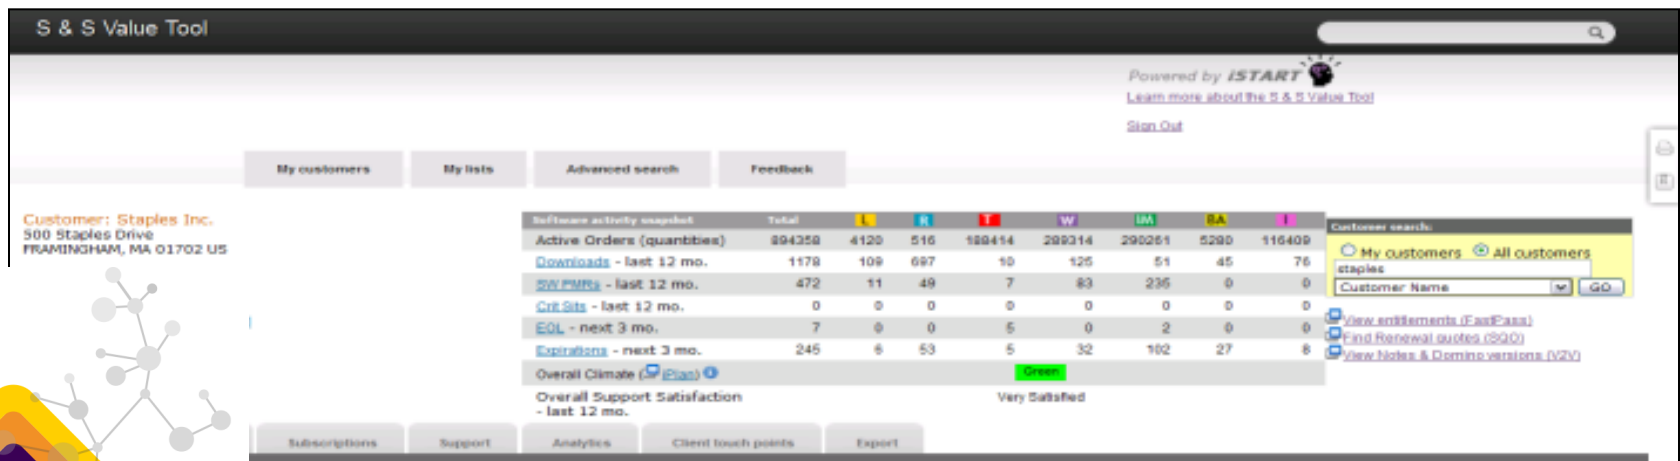 S & S Value Tool
Powered by iSTART
Learn more about the S & S Value Tool
Sign Out
My customers My lists Advanced search Feedback
Customer: Staples Inc.
500 Staples Drive
FRAMINGHAM, MA 01702 US
Software activity snapshot Total L R T W IM BA I
Active Orders (quantities) 894358 4120 516 188414 289314 290261 5280 116409
Downloads - last 12 mo. 1178 109 697 10 125 51 45 76
SW PMRs - last 12 mo. 472 11 49 7 83 235 0 0
Crit Sits - last 12 mo. 0 0 0 0 0 0 0 0
EOL - next 3 mo. 7 0 0 5 0 2 0 0
Expirations - next 3 mo. 245 6 53 5 32 102 27 8
Overall Climate (iPlan) Green
Overall Support Satisfaction
- last 12 mo. Very Satisfied
Customer search:
My customers All customers
staples
Customer Name GO
View entitlements (FastPass)
Find Renewal quotes (SQO)
View Notes & Domino versions (V2V)
Subscriptions Support Analytics Client touch points Export